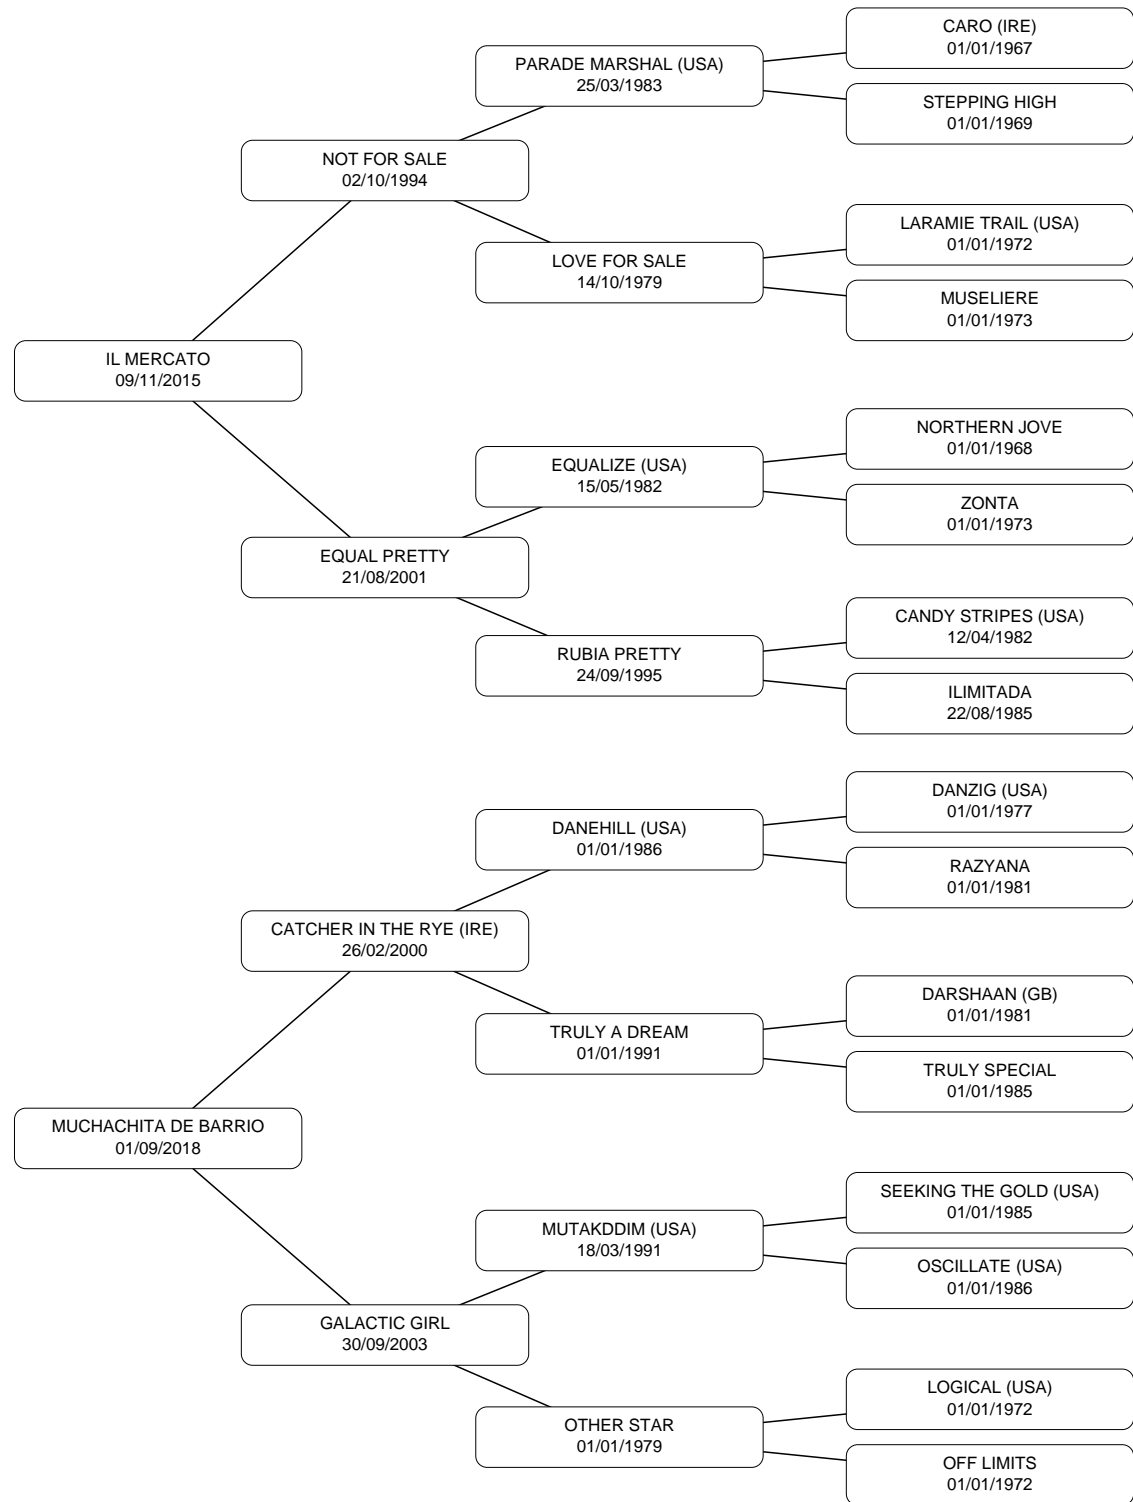 CARO (IRE)
01/01/1967
PARADE MARSHAL (USA)
25/03/1983
STEPPING HIGH
01/01/1969
NOT FOR SALE
02/10/1994
LARAMIE TRAIL (USA)
01/01/1972
LOVE FOR SALE
14/10/1979
MUSELIERE
01/01/1973
IL MERCATO
09/11/2015
NORTHERN JOVE
01/01/1968
EQUALIZE (USA)
15/05/1982
ZONTA
01/01/1973
EQUAL PRETTY
21/08/2001
CANDY STRIPES (USA)
12/04/1982
RUBIA PRETTY
24/09/1995
ILIMITADA
22/08/1985
DANZIG (USA)
01/01/1977
DANEHILL (USA)
01/01/1986
RAZYANA
01/01/1981
CATCHER IN THE RYE (IRE)
26/02/2000
DARSHAAN (GB)
01/01/1981
TRULY A DREAM
01/01/1991
TRULY SPECIAL
01/01/1985
MUCHACHITA DE BARRIO
01/09/2018
SEEKING THE GOLD (USA)
01/01/1985
MUTAKDDIM (USA)
18/03/1991
OSCILLATE (USA)
01/01/1986
GALACTIC GIRL
30/09/2003
LOGICAL (USA)
01/01/1972
OTHER STAR
01/01/1979
OFF LIMITS
01/01/1972